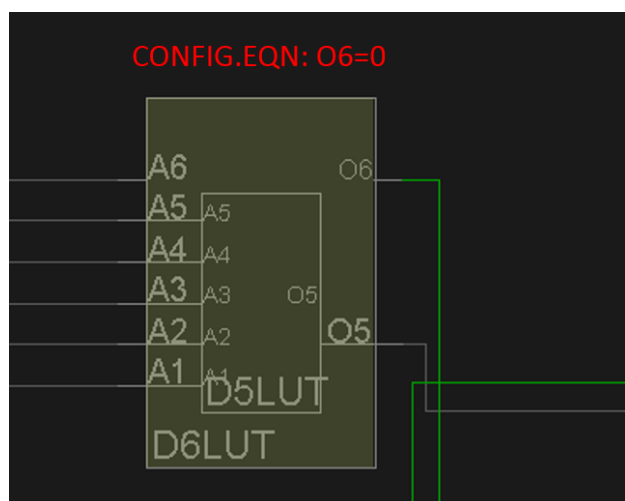 CONFIG.EQN: O6=0
A6 O6
A5 A5
A4 A4
A3 A3 O5
A2 A2 O5
A1 A1
D5LUT
D6LUT